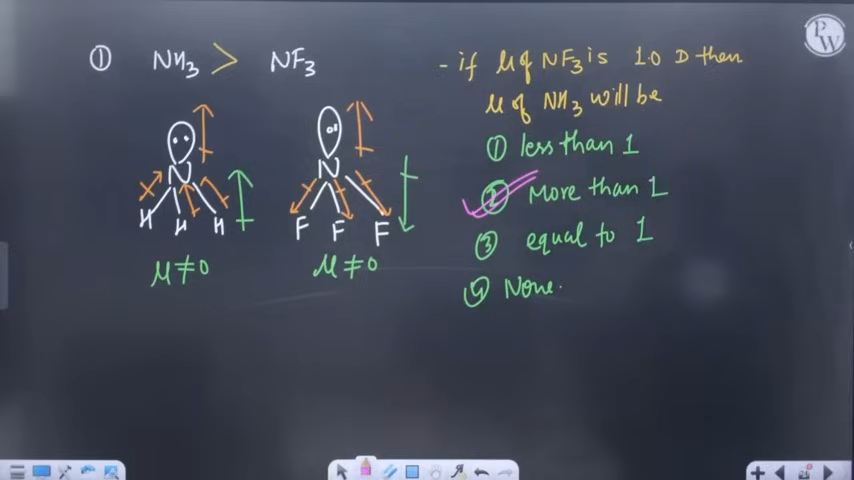 ① NH₃ > NF₃
N
H H H
μ≠0
N
F F F
μ≠0
- if μ of NF₃ is 1.0 D then
μ of NH₃ will be
① less than 1
② More than 1
③ equal to 1
④ None.
PW